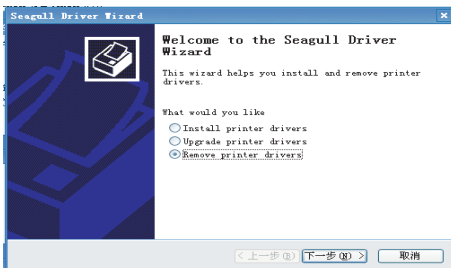 Seagull Driver Wizard
Welcome to the Seagull Driver
Wizard
This wizard helps you install and remove printer
drivers.
What would you like
Install printer drivers
Upgrade printer drivers
Remove printer drivers
< 上一步(B) 下一步(N) > 取消